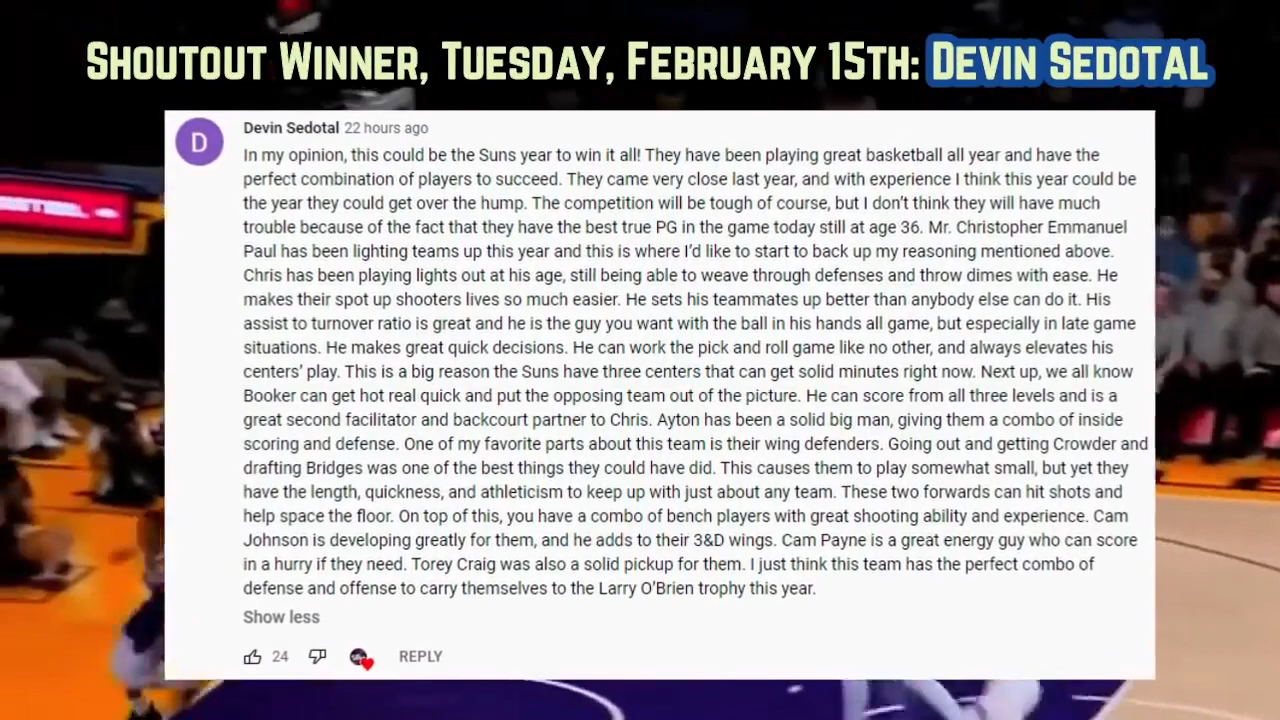 SHOUTOUT WINNER, TUESDAY, FEBRUARY 15TH: DEVIN SEDOTAL
D
Devin Sedotal 22 hours ago
In my opinion, this could be the Suns year to win it all! They have been playing great basketball all year and have the
perfect combination of players to succeed. They came very close last year, and with experience I think this year could be
the year they could get over the hump. The competition will be tough of course, but I don't think they will have much
trouble because of the fact that they have the best true PG in the game today still at age 36. Mr. Christopher Emmanuel
Paul has been lighting teams up this year and this is where I'd like to start to back up my reasoning mentioned above.
Chris has been playing lights out at his age, still being able to weave through defenses and throw dimes with ease. He
makes their spot up shooters lives so much easier. He sets his teammates up better than anybody else can do it. His
assist to turnover ratio is great and he is the guy you want with the ball in his hands all game, but especially in late game
situations. He makes great quick decisions. He can work the pick and roll game like no other, and always elevates his
centers' play. This is a big reason the Suns have three centers that can get solid minutes right now. Next up, we all know
Booker can get hot real quick and put the opposing team out of the picture. He can score from all three levels and is a
great second facilitator and backcourt partner to Chris. Ayton has been a solid big man, giving them a combo of inside
scoring and defense. One of my favorite parts about this team is their wing defenders. Going out and getting Crowder and
drafting Bridges was one of the best things they could have did. This causes them to play somewhat small, but yet they
have the length, quickness, and athleticism to keep up with just about any team. These two forwards can hit shots and
help space the floor. On top of this, you have a combo of bench players with great shooting ability and experience. Cam
Johnson is developing greatly for them, and he adds to their 3&D wings. Cam Payne is a great energy guy who can score
in a hurry if they need. Torey Craig was also a solid pickup for them. I just think this team has the perfect combo of
defense and offense to carry themselves to the Larry O'Brien trophy this year.
Show less
24
REPLY